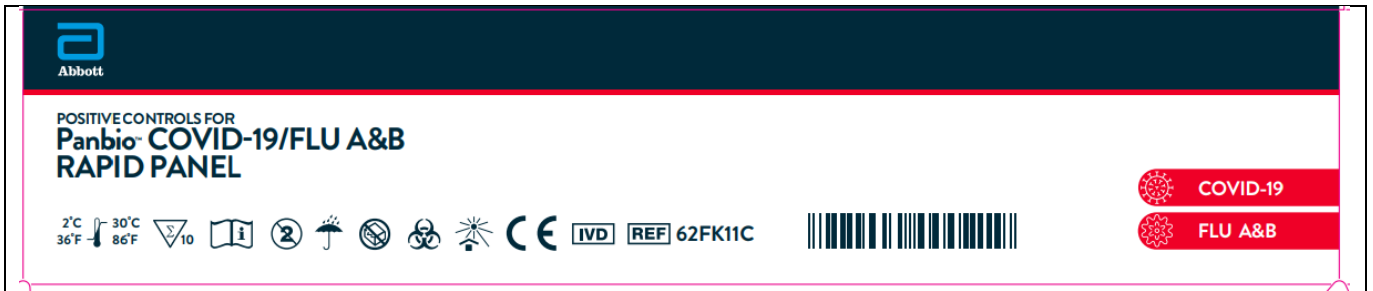 Abbott
POSITIVE CONTROLS FOR
Panbio™ COVID-19/FLU A&B
RAPID PANEL
2°C 30°C
36°F 86°F
Σ/10
i
2
CE
IVD
REF 62FK11C
COVID-19
FLU A&B